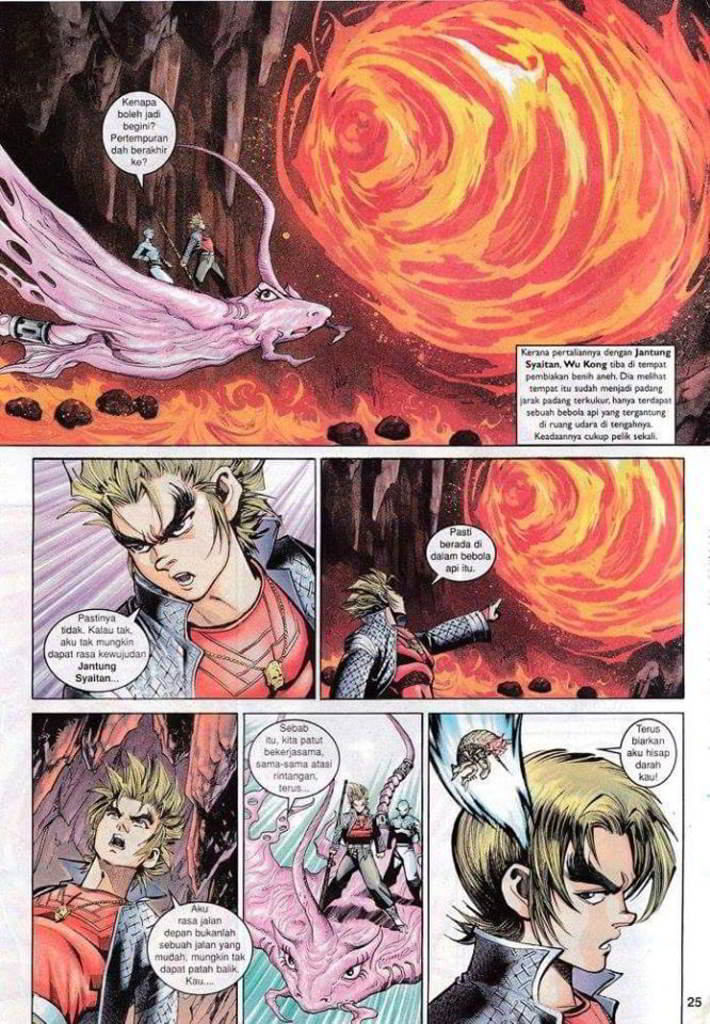 Kenapa
boleh jadi
begini?
Pertempuran
dah berakhir
ke?
Kerana pertaliannya dengan Jantung
Syaitan, Wu Kong tiba di tempat
pembiakan benih aneh. Dia melihat
tempat itu sudah menjadi padang
jarak padang terkukur, hanya terdapat
sebuah bebola api yang tergantung
di ruang udara di tengahnya.
Keadaannya cukup pelik sekali.
Pastinya
tidak. Kalau tak,
aku tak mungkin
dapat rasa kewujudan
Jantung
Syaitan...
Pasti
berada di
dalam bebola
api itu.
Aku
rasa jalan
depan bukanlah
sebuah jalan yang
mudah, mungkin tak
dapat patah balik.
Kau....
Sebab
itu, kita patut
bekerjasama,
sama-sama atasi
rintangan,
terus...
Terus
biarkan
aku hisap
darah
kau!
25